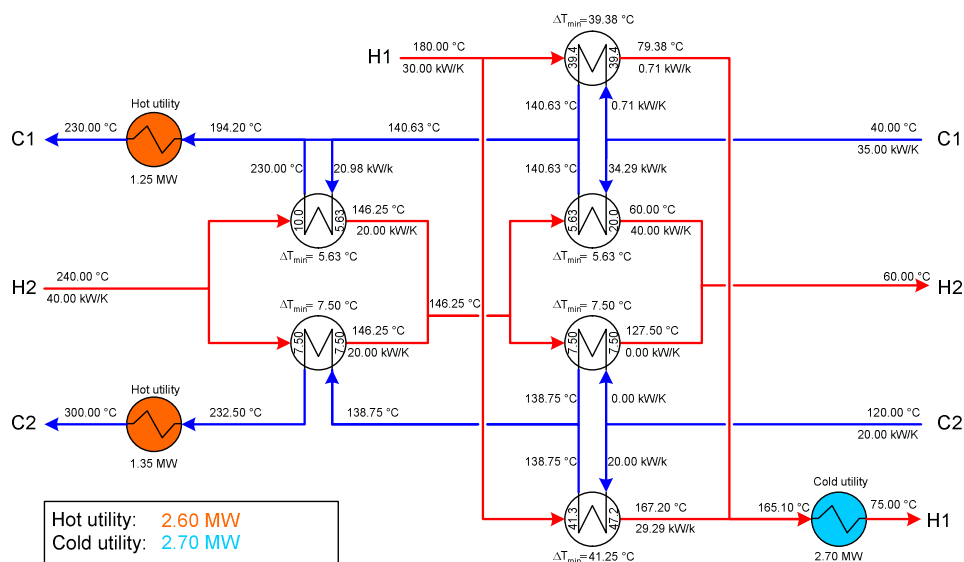 ΔTmin= 39.38 °C
H1
180.00 °C
30.00 kW/K
39.4
39.4
79.38 °C
0.71 kW/k
Hot utility
140.63 °C
0.71 kW/K
C1
230.00 °C
194.20 °C
140.63 °C
40.00 °C
35.00 kW/K
C1
1.25 MW
230.00 °C
20.98 kW/k
140.63 °C
34.29 kW/k
10.0
5.63
146.25 °C
20.00 kW/K
5.63
20.0
60.00 °C
40.00 kW/K
ΔTmin= 5.63 °C
ΔTmin= 5.63 °C
H2
240.00 °C
40.00 kW/K
60.00 °C
H2
ΔTmin= 7.50 °C
146.25 °C
ΔTmin= 7.50 °C
7.50
7.50
146.25 °C
20.00 kW/K
7.50
7.50
127.50 °C
0.00 kW/K
Hot utility
138.75 °C
0.00 kW/K
C2
300.00 °C
232.50 °C
138.75 °C
120.00 °C
20.00 kW/K
C2
1.35 MW
138.75 °C
20.00 kW/k
Cold utility
Hot utility: 2.60 MW
Cold utility: 2.70 MW
41.3
47.2
167.20 °C
29.29 kW/k
165.10 °C
75.00 °C
H1
ΔTmin= 41.25 °C
2.70 MW